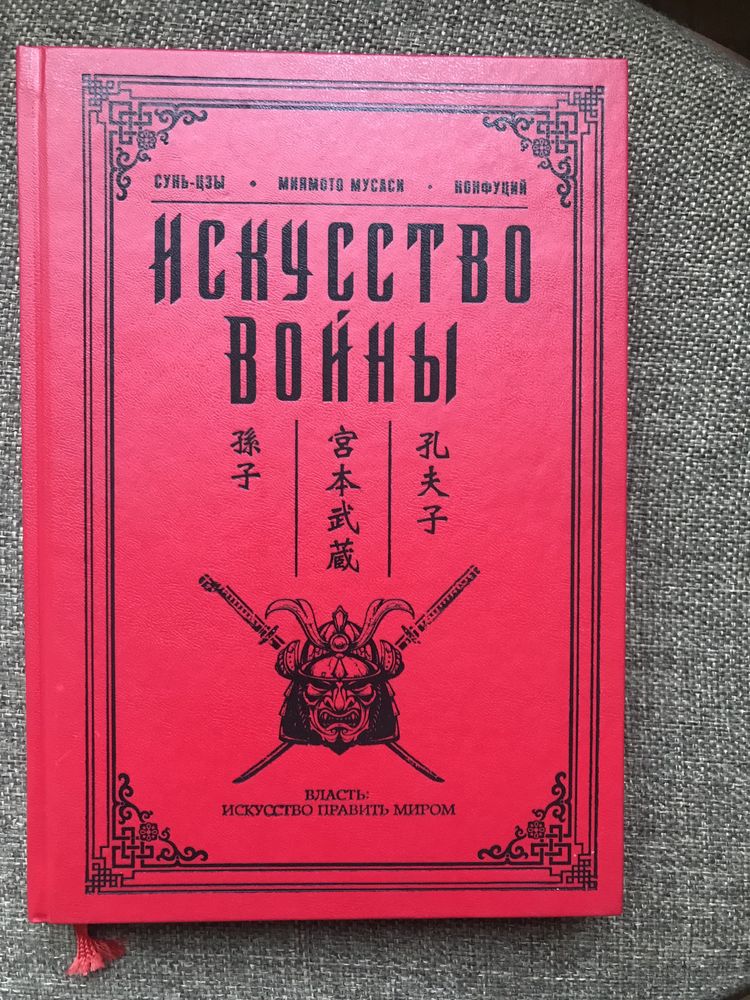 СУНЬ-ЦЗЫ • МИЯМОТО МУСАСИ • КОНФУЦИЙ
ИСКУССТВО
ВОЙНЫ
孫子
宮本武蔵
孔夫子
ВЛАСТЬ:
ИСКУССТВО ПРАВИТЬ МИРОМ